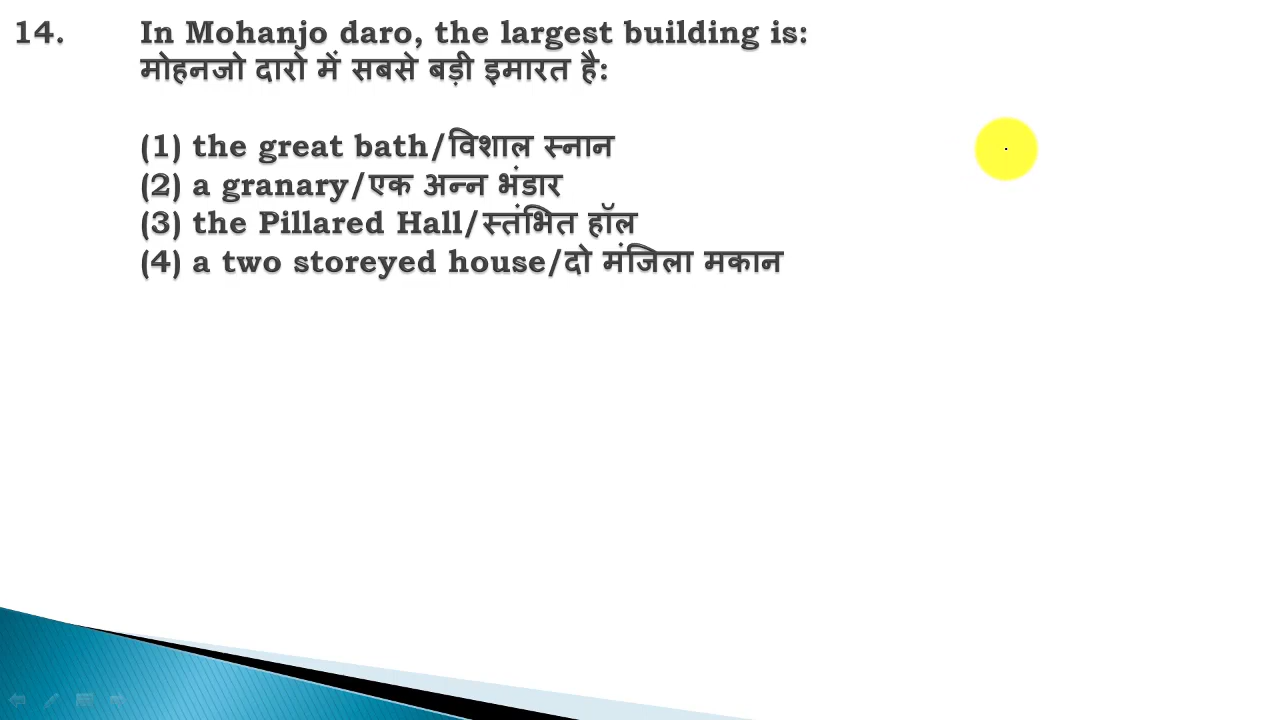 14. In Mohanjo daro, the largest building is:
मोहनजो दारो में सबसे बड़ी इमारत है:
(1) the great bath/विशाल स्नान
(2) a granary/एक अन्न भंडार
(3) the Pillared Hall/स्तंभित हॉल
(4) a two storeyed house/दो मंजिला मकान